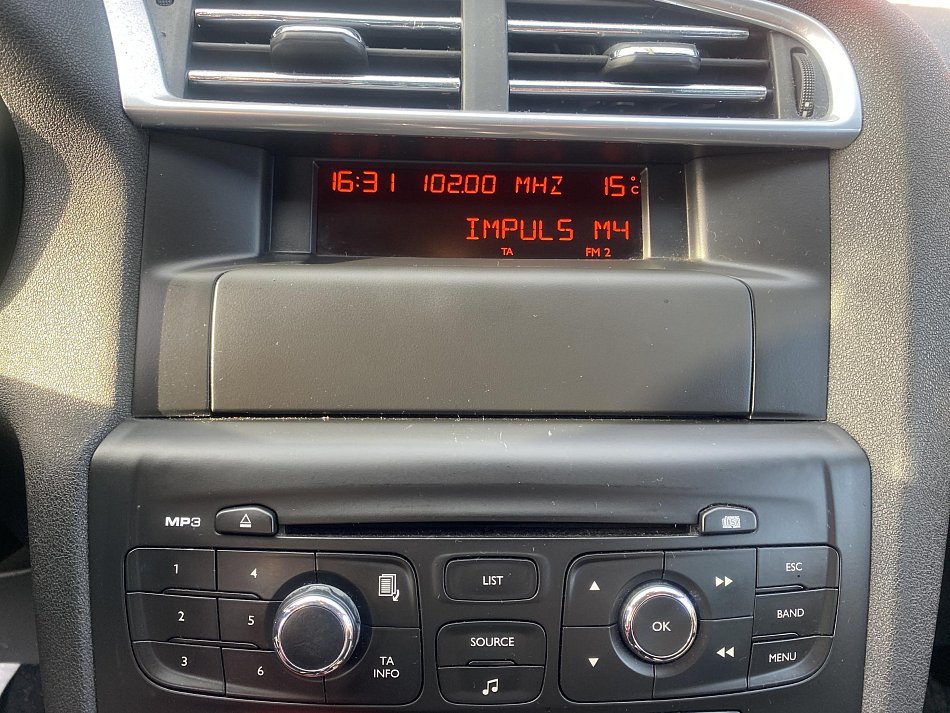 16:31 102.00 MHZ 15°C
IMPULS M4
TA FM 2
MP3
1 4
2 5
3 6
TA
INFO
LIST
SOURCE
OK
ESC
BAND
MENU